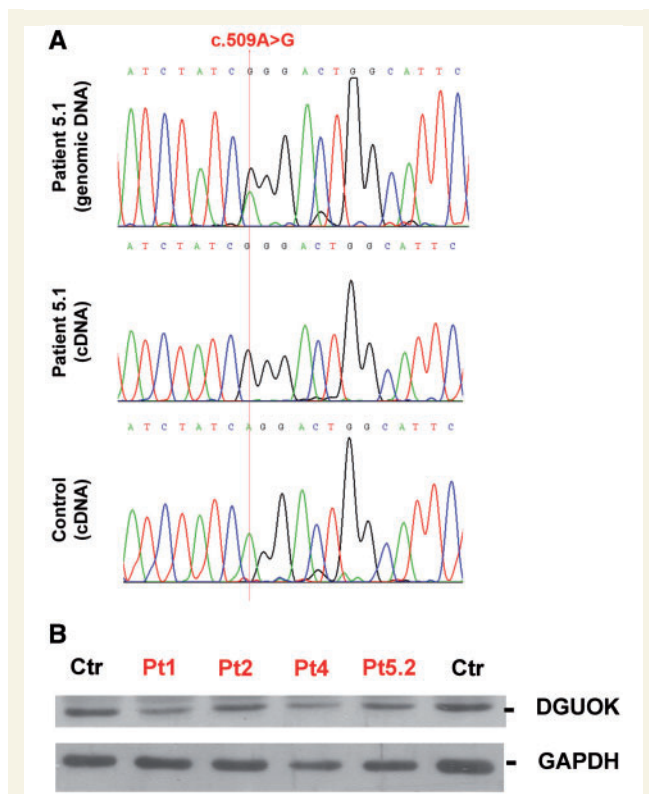 A
c.509A>G
Patient 5.1
(genomic DNA)
A T C T A T C G G G A C T G G C A T T C
Patient 5.1
(cDNA)
A T C T A T C G G G A C T G G C A T T C
Control
(cDNA)
A T C T A T C A G G A C T G G C A T T C
B
Ctr Pt1 Pt2 Pt4 Pt5.2 Ctr
DGUOK
GAPDH